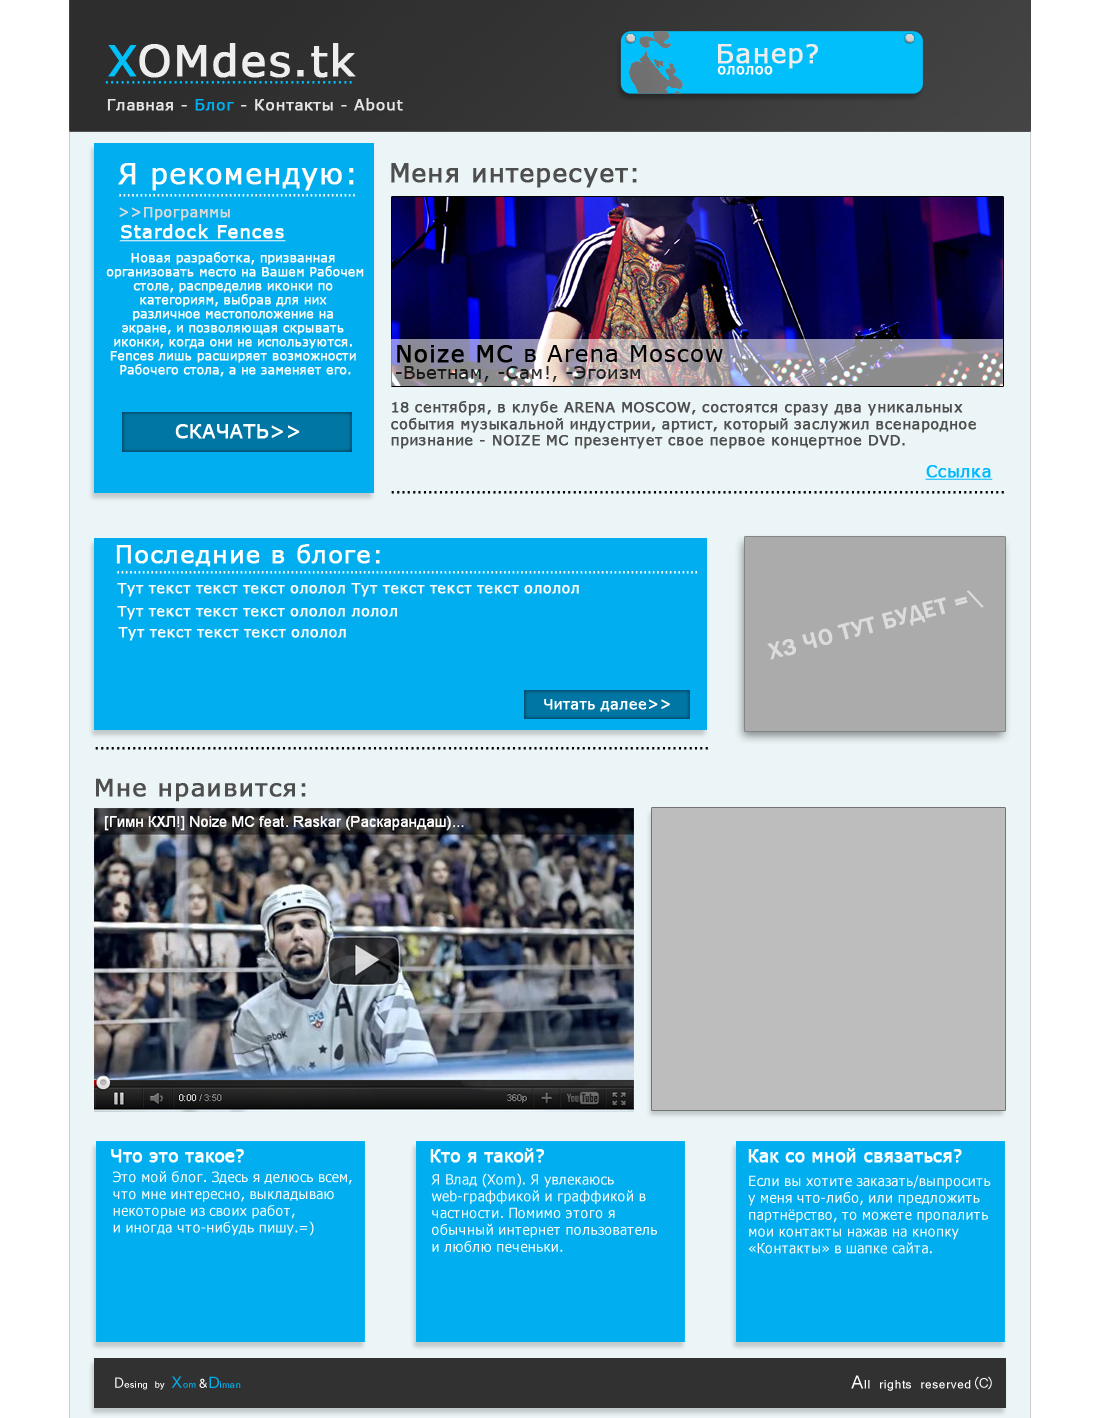 XOMdes.tk
Главная - Блог - Контакты - About
Банер?
ололоо
Я рекомендую:
>>Программы
Stardock Fences
Новая разработка, призванная
организовать место на Вашем Рабочем
столе, распределив иконки по
категориям, выбрав для них
различное местоположение на
экране, и позволяющая скрывать
иконки, когда они не используются.
Fences лишь расширяет возможности
Рабочего стола, а не заменяет его.
СКАЧАТЬ>>
Меня интересует:
Noize MC в Arena Moscow
-Вьетнам, -Сам!, -Эгоизм
18 сентября, в клубе ARENA MOSCOW, состоятся сразу два уникальных
события музыкальной индустрии, артист, который заслужил всенародное
признание - NOIZE MC презентует свое первое концертное DVD.
Ссылка
Последние в блоге:
Тут текст текст текст ололол Тут текст текст текст ололол
Тут текст текст текст ололол лолол
Тут текст текст текст ололол
Читать далее>>
ХЗ ЧО ТУТ БУДЕТ =\
Мне нраивится:
[Гимн КХЛ!] Noize MC feat. Raskar (Раскарандаш)...
A
eebok
0:00 / 3:50
360p
YouTube
Что это такое?
Это мой блог. Здесь я делюсь всем,
что мне интересно, выкладываю
некоторые из своих работ,
и иногда что-нибудь пишу.=)
Кто я такой?
Я Влад (Xom). Я увлекаюсь
web-граффикой и граффикой в
частности. Помимо этого я
обычный интернет пользователь
и люблю печеньки.
Как со мной связаться?
Если вы хотите заказать/выпросить
у меня что-либо, или предложить
партнёрство, то можете пропалить
мои контакты нажав на кнопку
«Контакты» в шапке сайта.
Desing by Xom &Diman
All rights reserved (C)